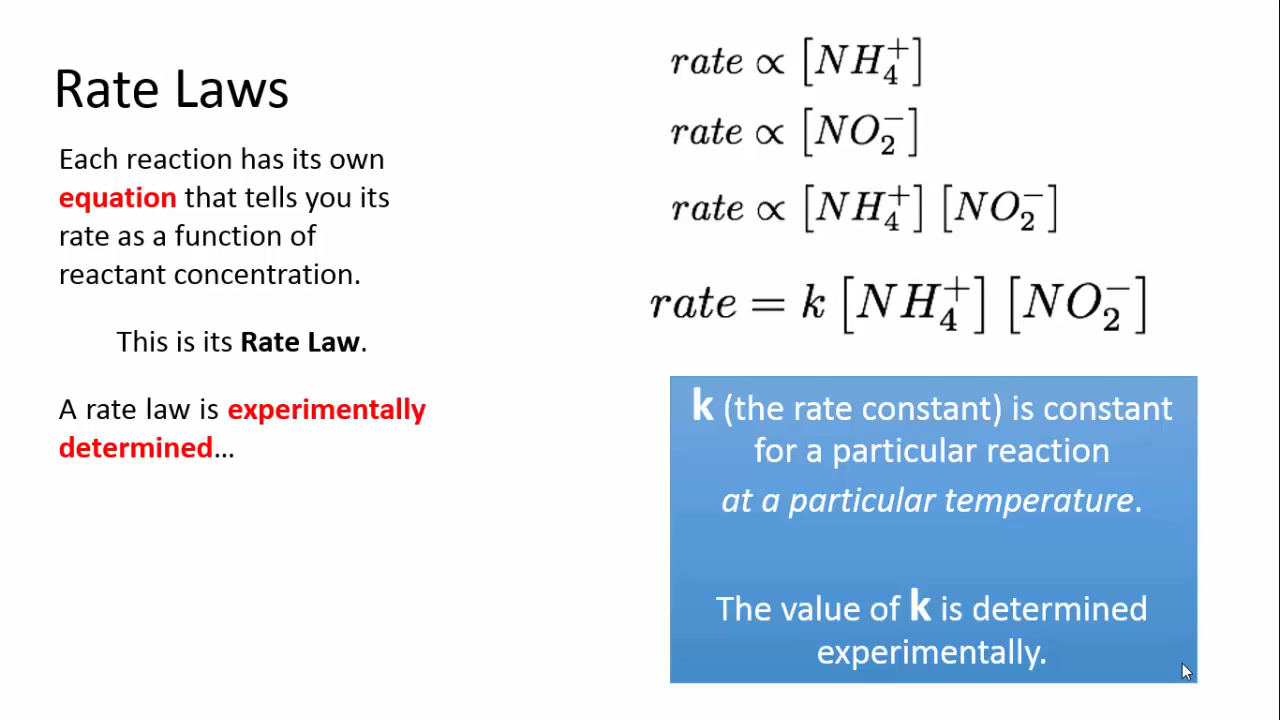 Rate Laws
Each reaction has its own
equation that tells you its
rate as a function of
reactant concentration.
This is its Rate Law.
A rate law is experimentally
determined…
rate ∝ [NH₄⁺]
rate ∝ [NO₂⁻]
rate ∝ [NH₄⁺] [NO₂⁻]
rate = k [NH₄⁺] [NO₂⁻]
k (the rate constant) is constant
for a particular reaction
at a particular temperature.
The value of k is determined
experimentally.